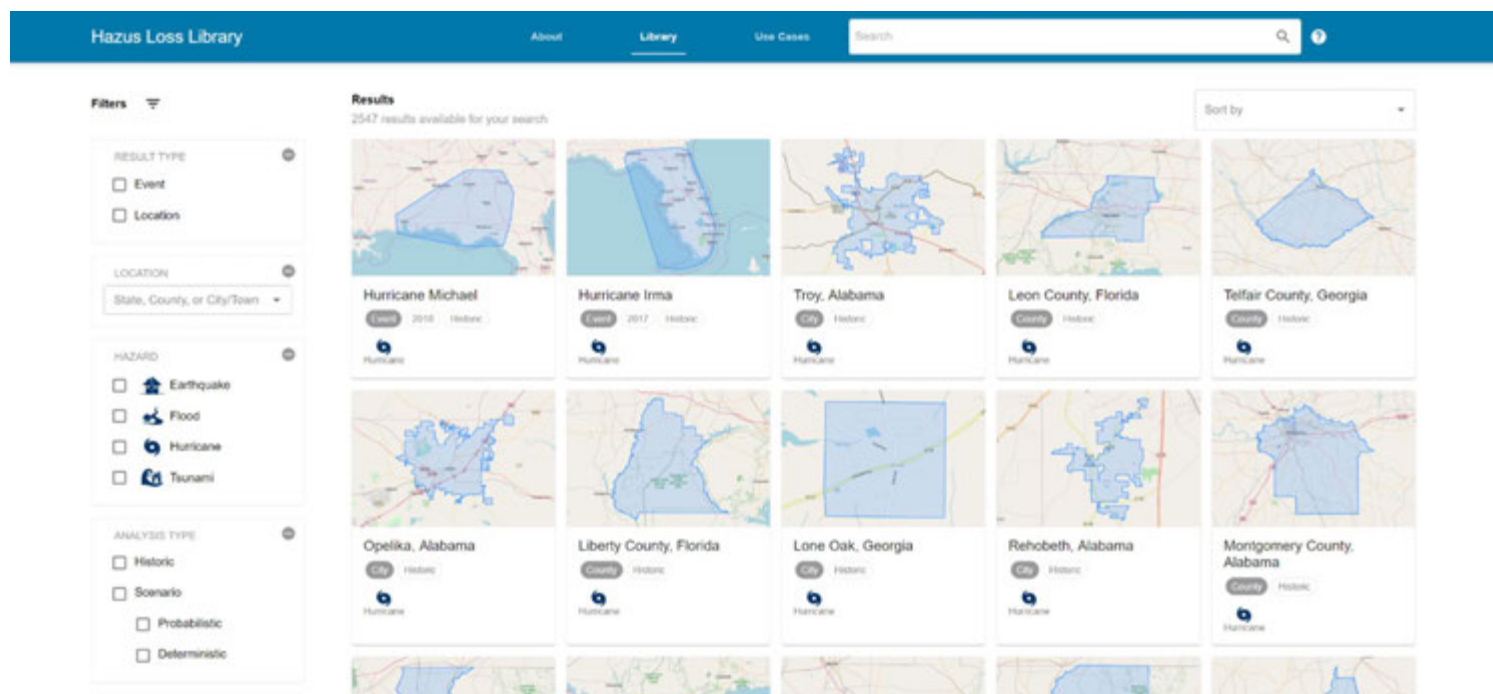 Hazus Loss Library
About
Library
Use Cases
Search
Filters
RESULT TYPE
Event
Location
LOCATION
State, County, or City/Town
HAZARD
Earthquake
Flood
Hurricane
Tsunami
ANALYSIS TYPE
Historic
Scenario
Probabilistic
Deterministic
Results
2547 results available for your search
Sort by
Hurricane Michael
Event 2018 Historic
Hurricane
Hurricane Irma
Event 2017 Historic
Hurricane
Troy, Alabama
City Historic
Hurricane
Leon County, Florida
County Historic
Hurricane
Telfair County, Georgia
County Historic
Hurricane
Opelika, Alabama
City Historic
Hurricane
Liberty County, Florida
County Historic
Hurricane
Lone Oak, Georgia
City Historic
Hurricane
Rehobeth, Alabama
City Historic
Hurricane
Montgomery County,
Alabama
County Historic
Hurricane